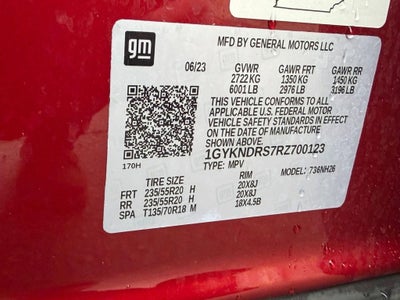 gm
MFD BY GENERAL MOTORS LLC
06/23 GVWR GAWR FRT GAWR RR
2722 KG 1350 KG 1450 KG
6001 LB 2976 LB 3196 LB
THIS VEHICLE CONFORMS TO ALL
APPLICABLE U.S. FEDERAL MOTOR
VEHICLE SAFETY STANDARDS IN EFFECT
ON THE DATE OF MANUFACTURE
SHOWN ABOVE.
1GYKNDRS7RZ700123
170H TYPE: MPV 736NH26
TIRE SIZE RIM
FRT 235/55R20 H 20X8J
RR 235/55R20 H 20X8J
SPA T135/70R18 M 18X4.5B